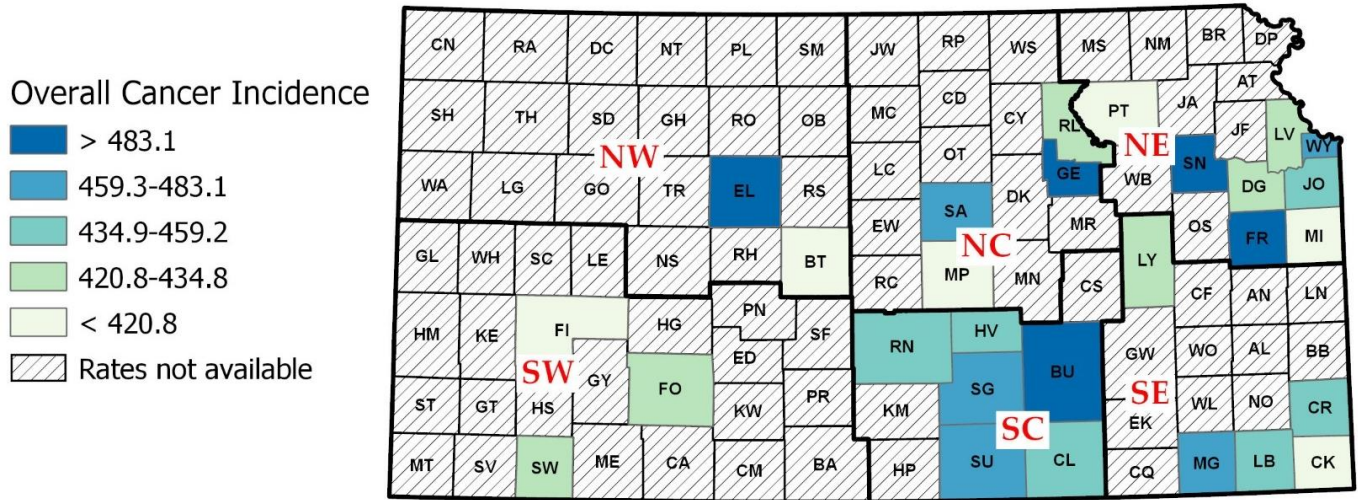 Overall Cancer Incidence
> 483.1
459.3-483.1
434.9-459.2
420.8-434.8
< 420.8
Rates not available
CN RA DC NT PL SM JW RP WS MS NM BR DP
SH TH SD GH RO OB MC CD CY RL PT JA AT
NW NE
WA LG GO TR EL RS LC OT GE WB SN JF LV WY
DK DG JO
GL WH SC LE NS RH BT EW SA MR OS FR MI
NC
RC MP MN CS LY
HM KE FI HG PN SF CF AN LN
RN HV
SW GY ED SG BU GW WO AL BB
ST GT HS FO KW PR KM SC EK SE WL NO CR
MT SV SW ME CA CM BA HP SU CL CQ MG LB CK